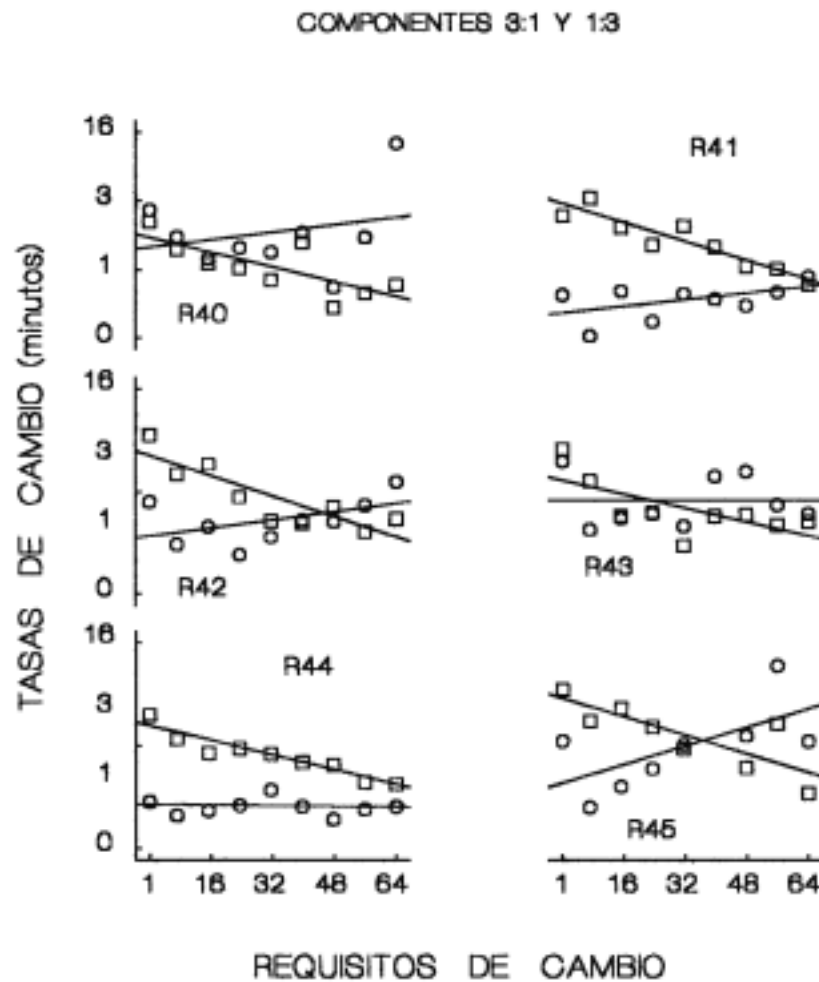 COMPONENTES 3:1 Y 1:3
TASAS DE CAMBIO (minutos)
16
3
1
0
R40
R41
16
3
1
0
R42
R43
16
3
1
0
R44
R45
1 16 32 48 64
1 16 32 48 64
REQUISITOS DE CAMBIO